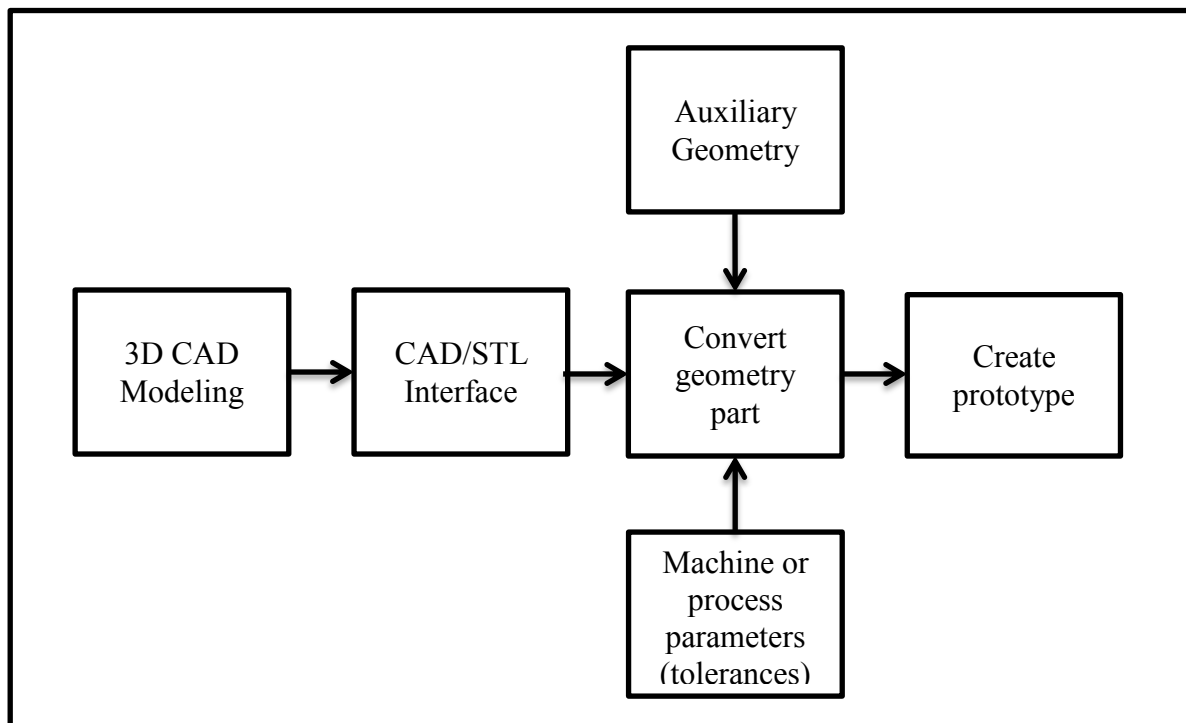 Auxiliary
Geometry
3D CAD
Modeling
CAD/STL
Interface
Convert
geometry
part
Create
prototype
Machine or
process
parameters
(tolerances)